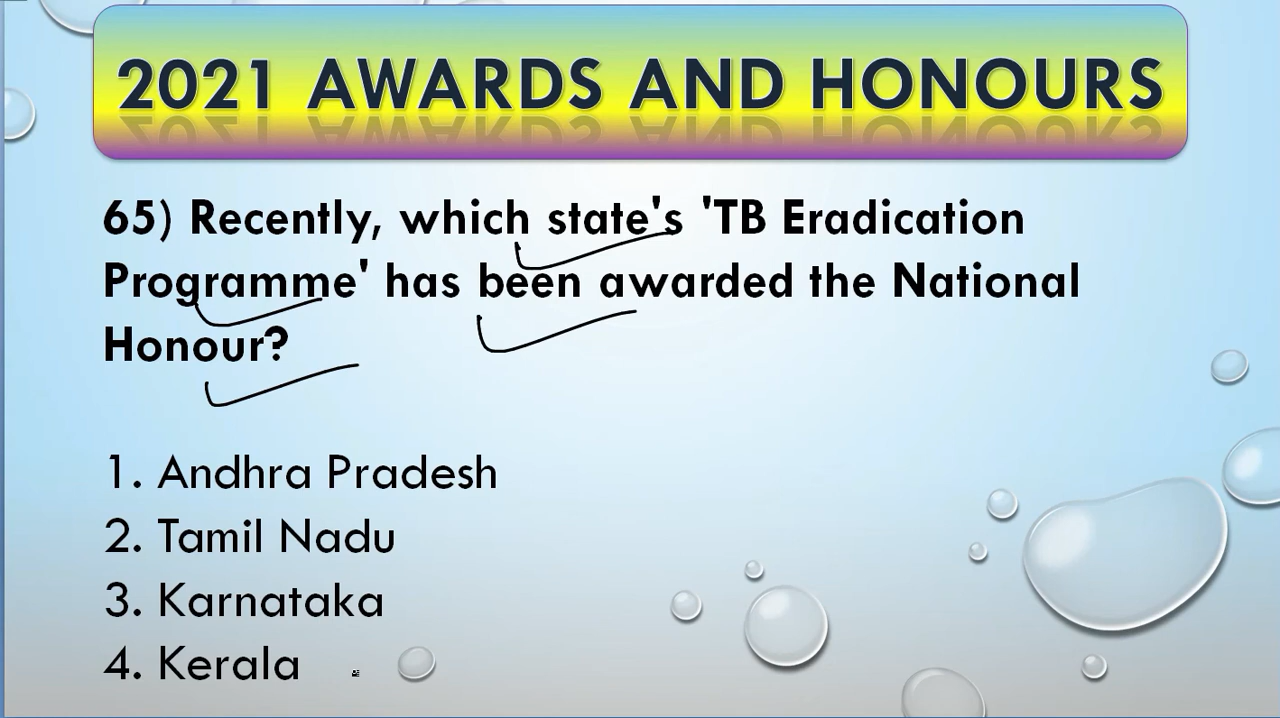 2021 AWARDS AND HONOURS
65) Recently, which state's 'TB Eradication
Programme' has been awarded the National
Honour?
1. Andhra Pradesh
2. Tamil Nadu
3. Karnataka
4. Kerala